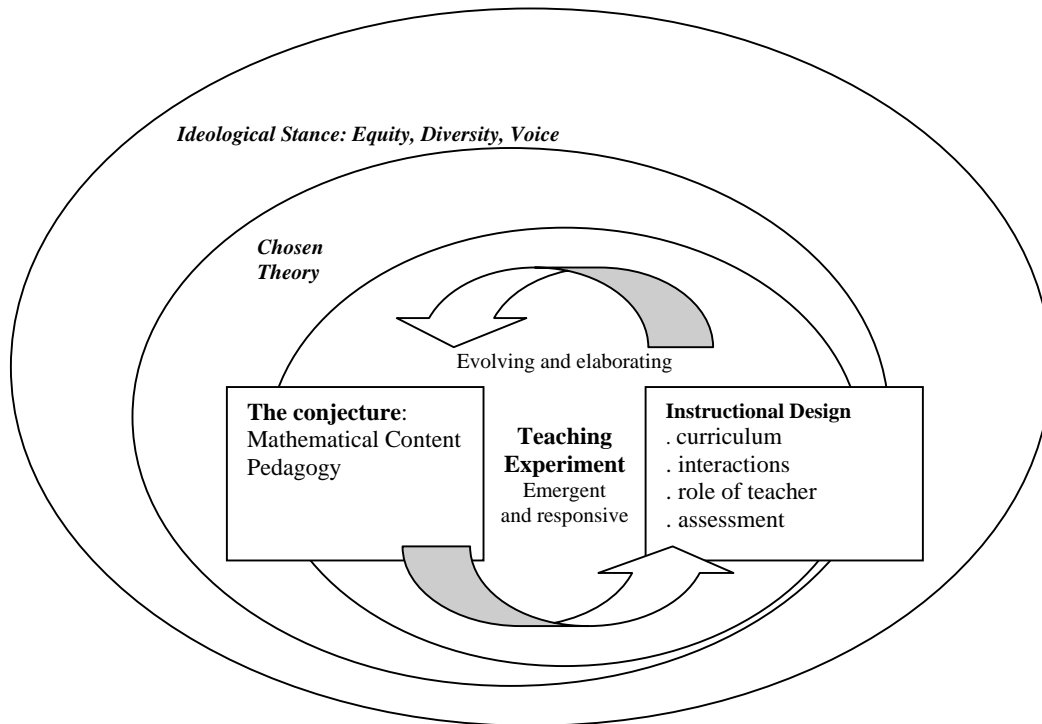 Ideological Stance: Equity, Diversity, Voice
Chosen
Theory
Evolving and elaborating
The conjecture:
Mathematical Content
Pedagogy
Teaching
Experiment
Emergent
and responsive
Instructional Design
. curriculum
. interactions
. role of teacher
. assessment